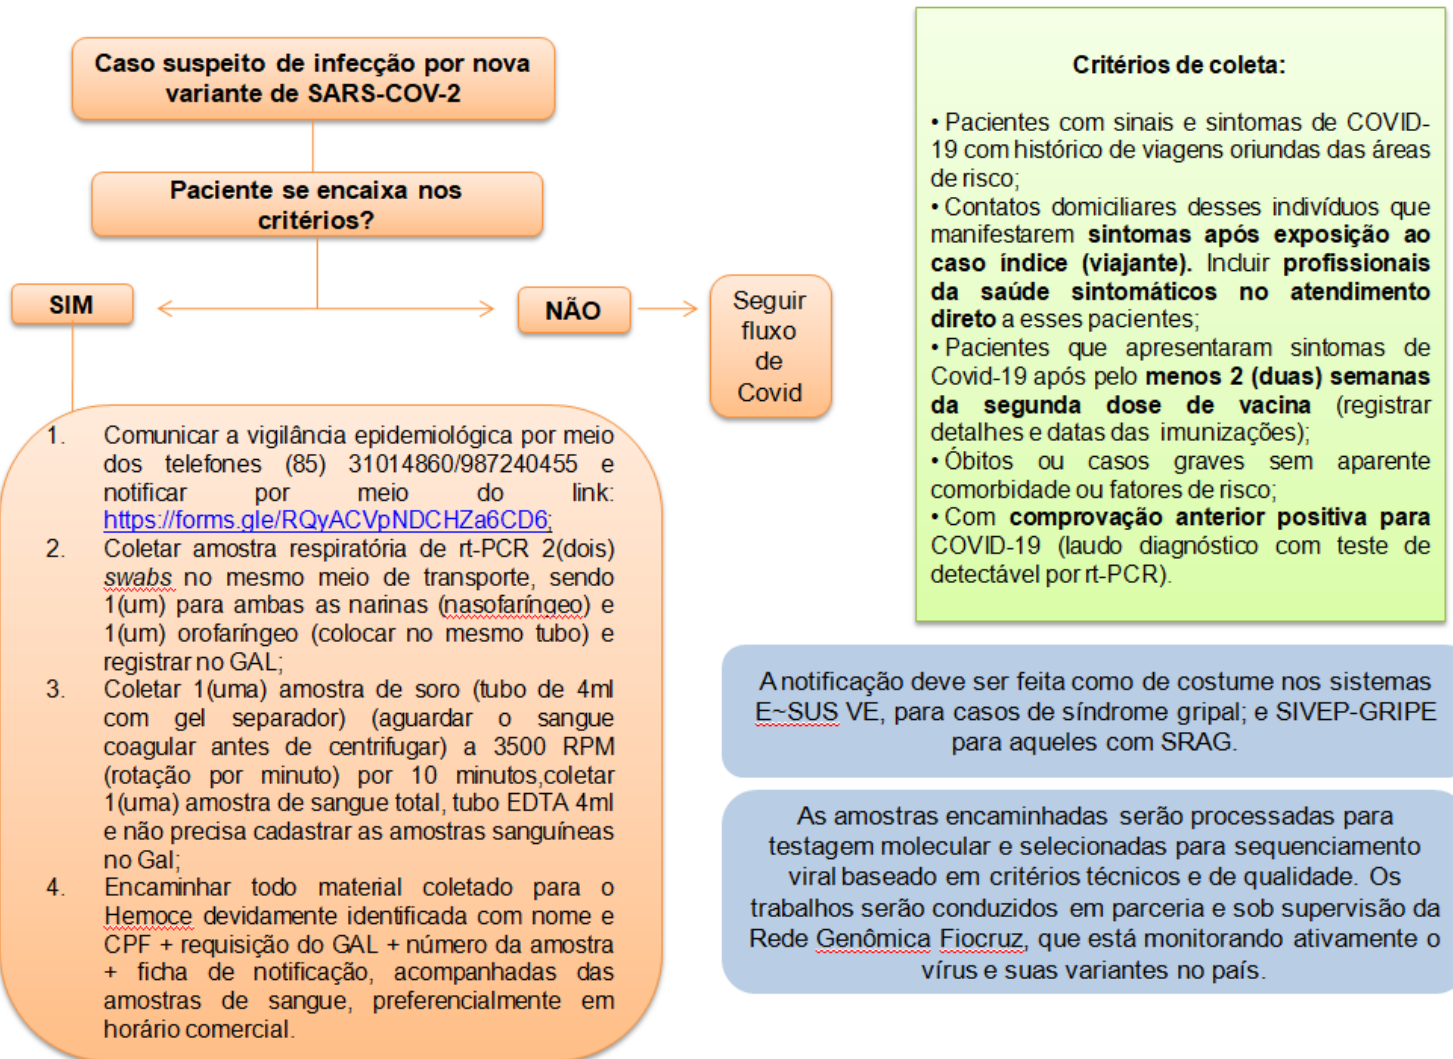 Caso suspeito de infecção por nova
variante de SARS-COV-2
Paciente se encaixa nos
critérios?
SIM
NÃO
Seguir
fluxo
de
Covid
1. Comunicar a vigilância epidemiológica por meio
dos telefones (85) 31014860/987240455 e
notificar por meio do link:
https://forms.gle/RQyACVpNDCHZa6CD6;
2. Coletar amostra respiratória de rt-PCR 2(dois)
swabs no mesmo meio de transporte, sendo
1(um) para ambas as narinas (nasofaríngeo) e
1(um) orofaríngeo (colocar no mesmo tubo) e
registrar no GAL;
3. Coletar 1(uma) amostra de soro (tubo de 4ml
com gel separador) (aguardar o sangue
coagular antes de centrifugar) a 3500 RPM
(rotação por minuto) por 10 minutos,coletar
1(uma) amostra de sangue total, tubo EDTA 4ml
e não precisa cadastrar as amostras sanguíneas
no Gal;
4. Encaminhar todo material coletado para o
Hemoce devidamente identificada com nome e
CPF + requisição do GAL + número da amostra
+ ficha de notificação, acompanhadas das
amostras de sangue, preferencialmente em
horário comercial.
Critérios de coleta:
• Pacientes com sinais e sintomas de COVID-
19 com histórico de viagens oriundas das áreas
de risco;
• Contatos domiciliares desses indivíduos que
manifestarem sintomas após exposição ao
caso índice (viajante). Incluir profissionais
da saúde sintomáticos no atendimento
direto a esses pacientes;
• Pacientes que apresentaram sintomas de
Covid-19 após pelo menos 2 (duas) semanas
da segunda dose de vacina (registrar
detalhes e datas das imunizações);
• Óbitos ou casos graves sem aparente
comorbidade ou fatores de risco;
• Com comprovação anterior positiva para
COVID-19 (laudo diagnóstico com teste de
detectável por rt-PCR).
A notificação deve ser feita como de costume nos sistemas
E~SUS VE, para casos de síndrome gripal; e SIVEP-GRIPE
para aqueles com SRAG.
As amostras encaminhadas serão processadas para
testagem molecular e selecionadas para sequenciamento
viral baseado em critérios técnicos e de qualidade. Os
trabalhos serão conduzidos em parceria e sob supervisão da
Rede Genômica Fiocruz, que está monitorando ativamente o
vírus e suas variantes no país.